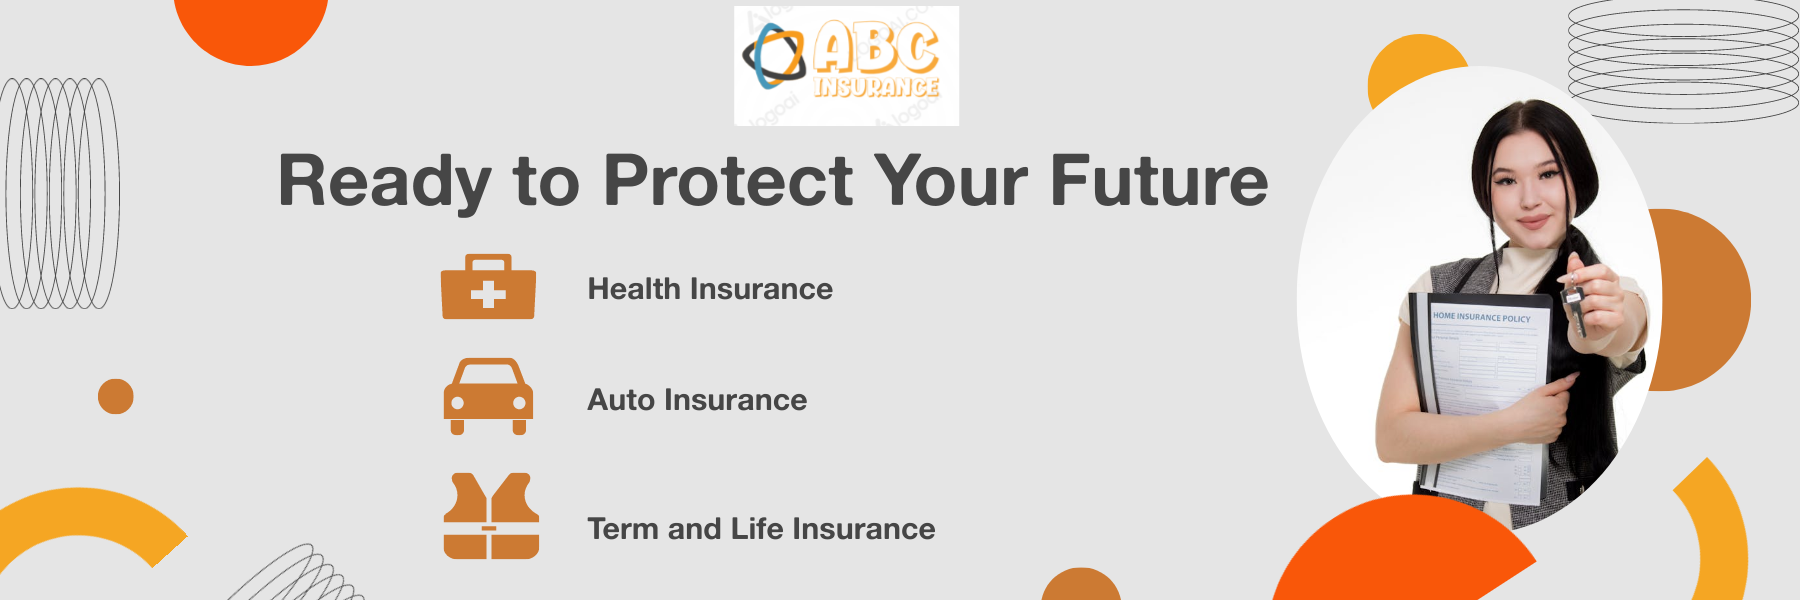 ABC
INSURANCE
Ready to Protect Your Future
Health Insurance
Auto Insurance
Term and Life Insurance
HOME INSURANCE POLICY